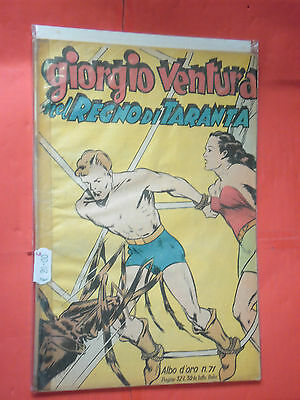 giorgio ventura
nel REGNO DI TARANTA
Albo d'oro n. 71